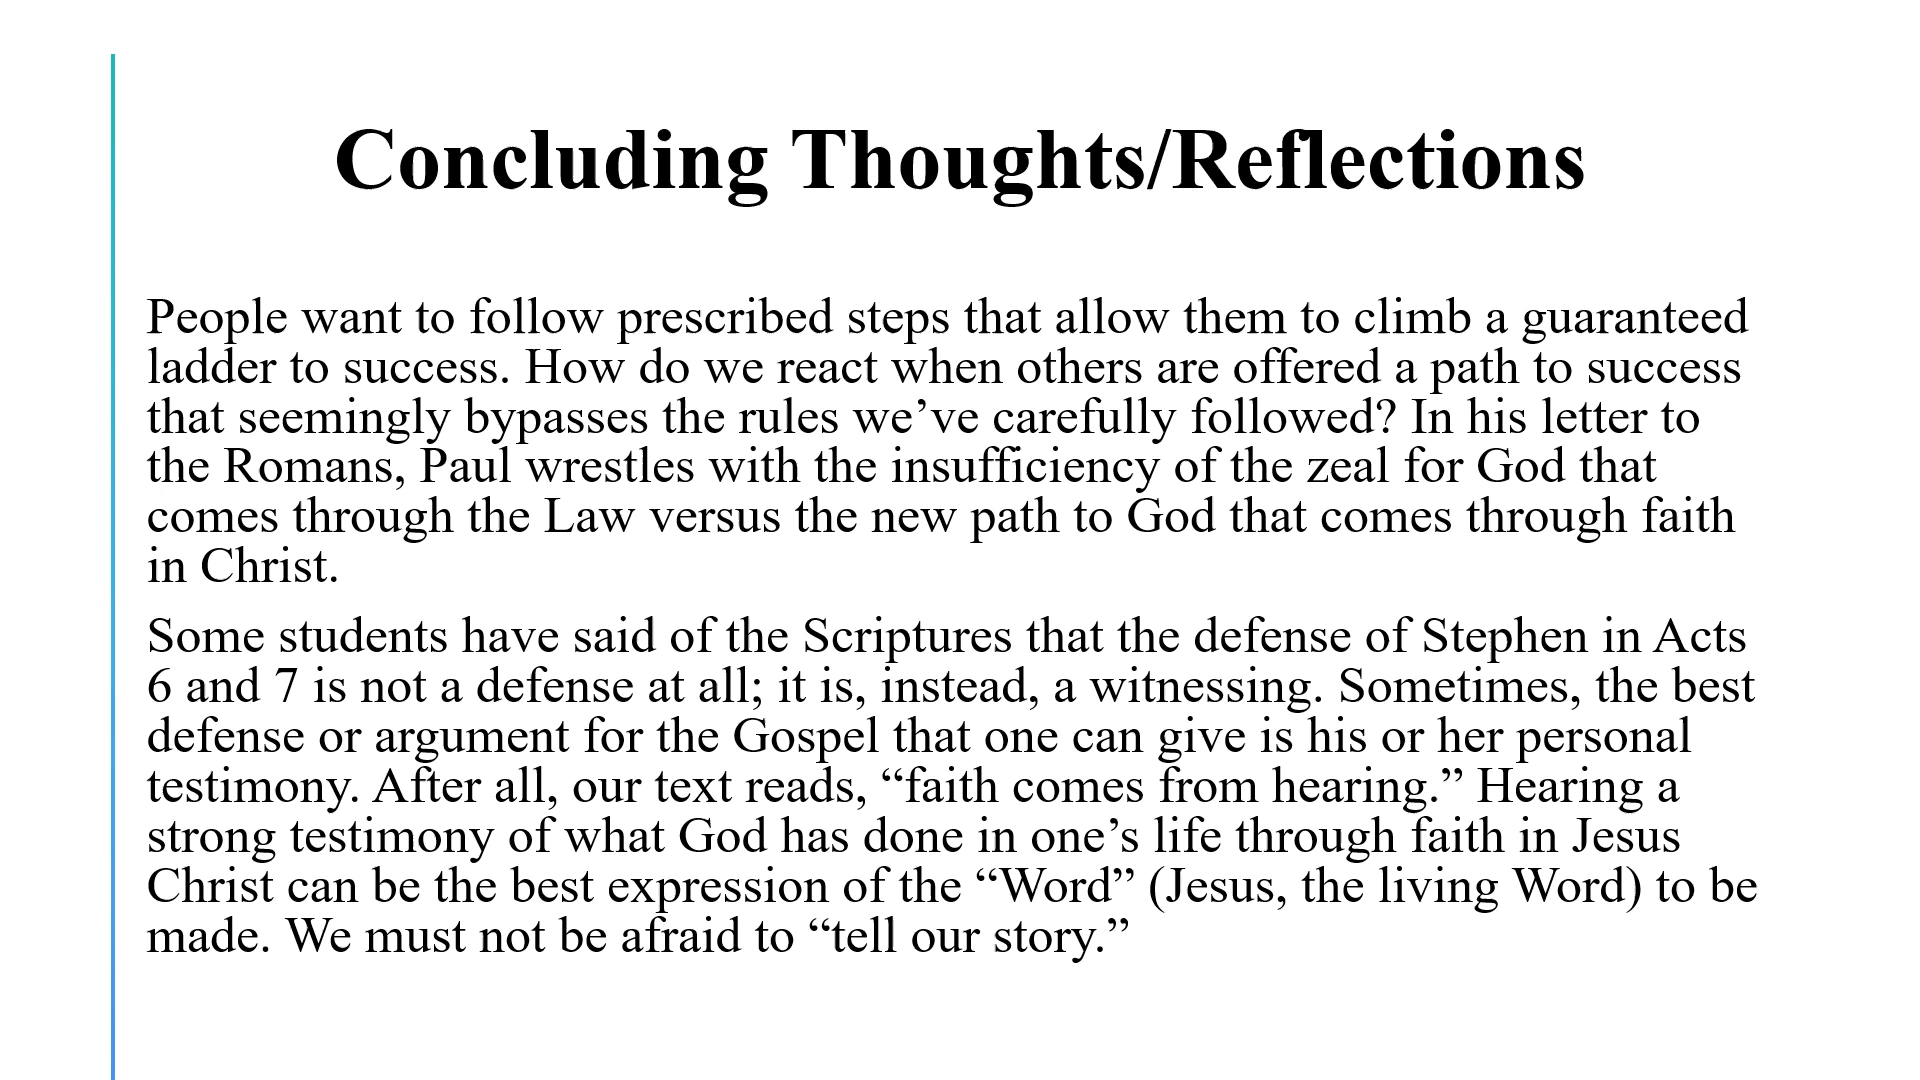 Concluding Thoughts/Reflections
People want to follow prescribed steps that allow them to climb a guaranteed
ladder to success. How do we react when others are offered a path to success
that seemingly bypasses the rules we’ve carefully followed? In his letter to
the Romans, Paul wrestles with the insufficiency of the zeal for God that
comes through the Law versus the new path to God that comes through faith
in Christ.
Some students have said of the Scriptures that the defense of Stephen in Acts
6 and 7 is not a defense at all; it is, instead, a witnessing. Sometimes, the best
defense or argument for the Gospel that one can give is his or her personal
testimony. After all, our text reads, “faith comes from hearing.” Hearing a
strong testimony of what God has done in one’s life through faith in Jesus
Christ can be the best expression of the “Word” (Jesus, the living Word) to be
made. We must not be afraid to “tell our story.”